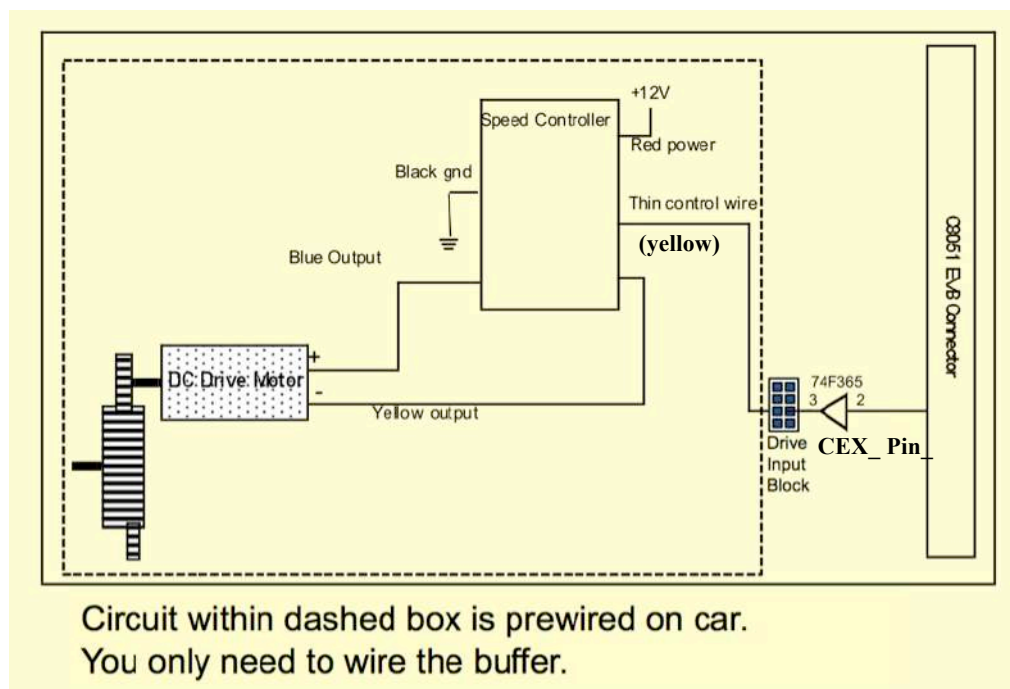 +12V
Speed Controller
Red power
Black gnd
Thin control wire
(yellow)
Blue Output
C8051 EVB Connector
+
DC Drive Motor
-
Yellow output
74F365
3 2
Drive
Input
Block
CEX_ Pin_
Circuit within dashed box is prewired on car.
You only need to wire the buffer.